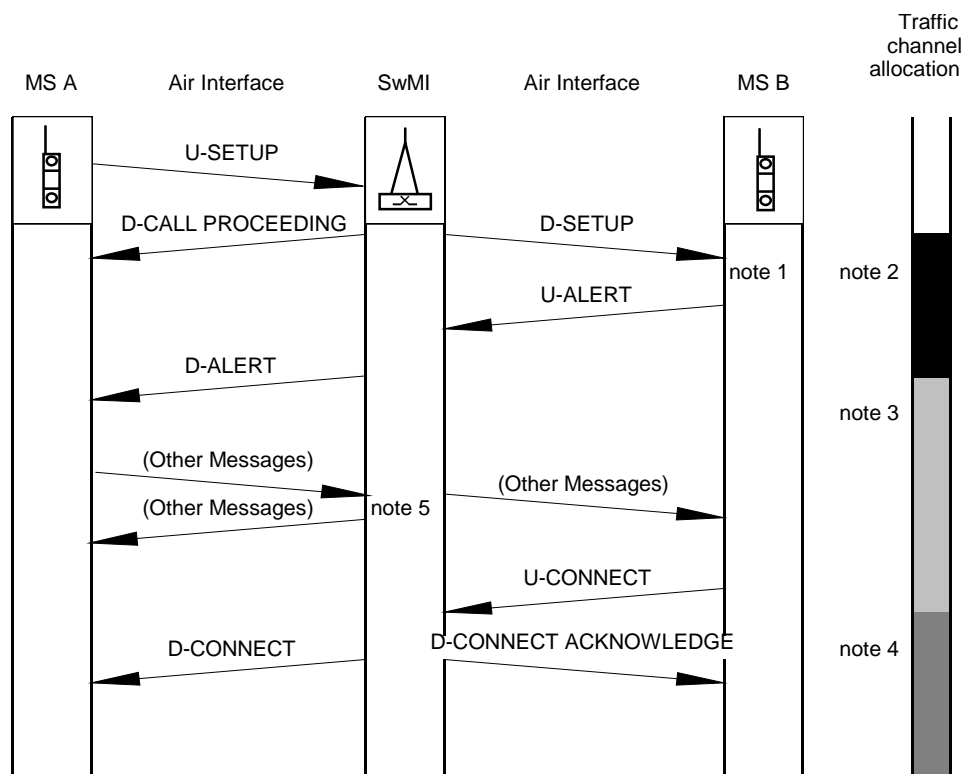 Traffic
channel
allocation
MS A
Air Interface
SwMI
Air Interface
MS B
U-SETUP
D-CALL PROCEEDING
D-SETUP
note 1
note 2
U-ALERT
D-ALERT
note 3
(Other Messages)
(Other Messages)
(Other Messages)
note 5
U-CONNECT
D-CONNECT
D-CONNECT ACKNOWLEDGE
note 4